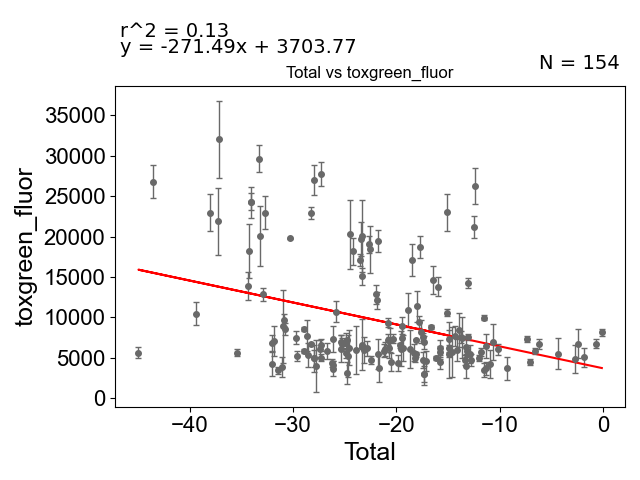 r^2 = 0.13
y = -271.49x + 3703.77
N = 154
Total vs toxgreen_fluor
35000
30000
25000
20000
15000
10000
5000
0
toxgreen_fluor
−40
−30
−20
−10
0
Total